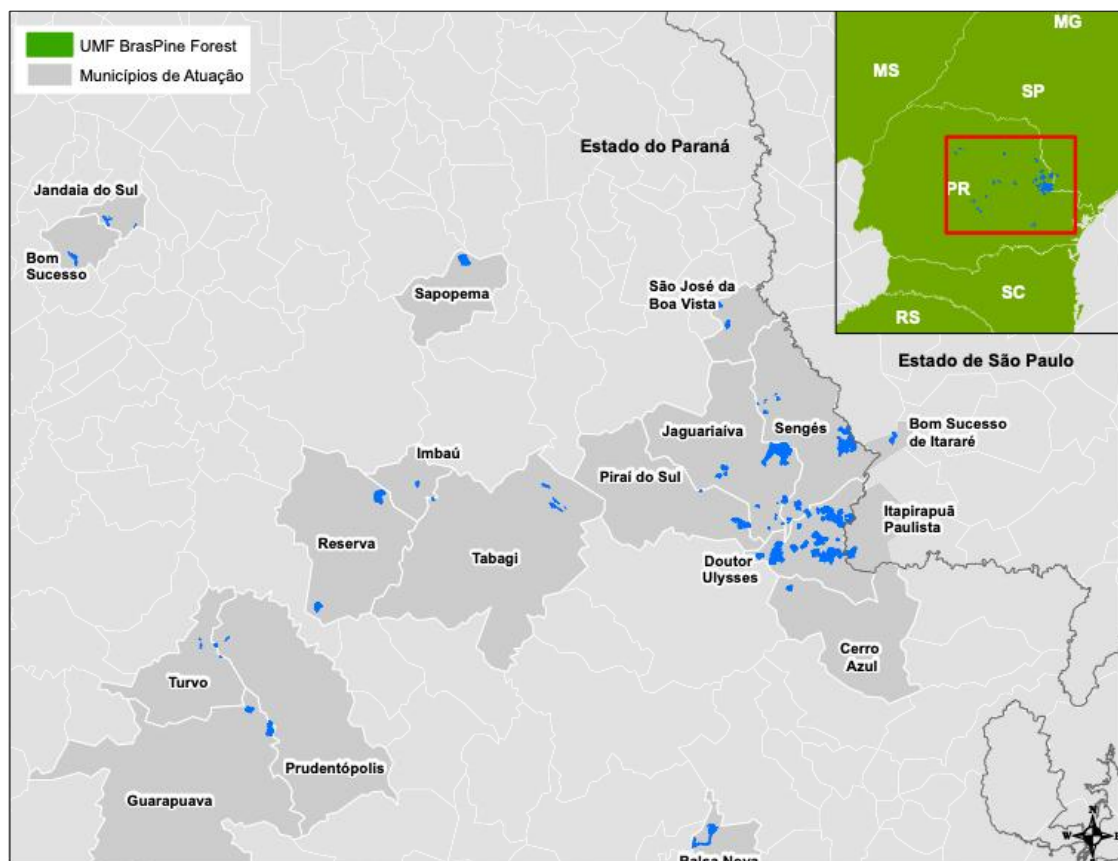 UMF BrasPine Forest
Municípios de Atuação
MG
MS
SP
PR
SC
RS
Estado do Paraná
Estado de São Paulo
Jandaia do Sul
Bom
Sucesso
Sapopema
São José da
Boa Vista
Jaguariaíva
Sengés
Bom Sucesso
de Itararé
Imbaú
Piraí do Sul
Itapirapuã
Paulista
Reserva
Tabagi
Doutor
Ulysses
Cerro
Azul
Turvo
Prudentópolis
Guarapuava
Balsa Nova
N
W
E